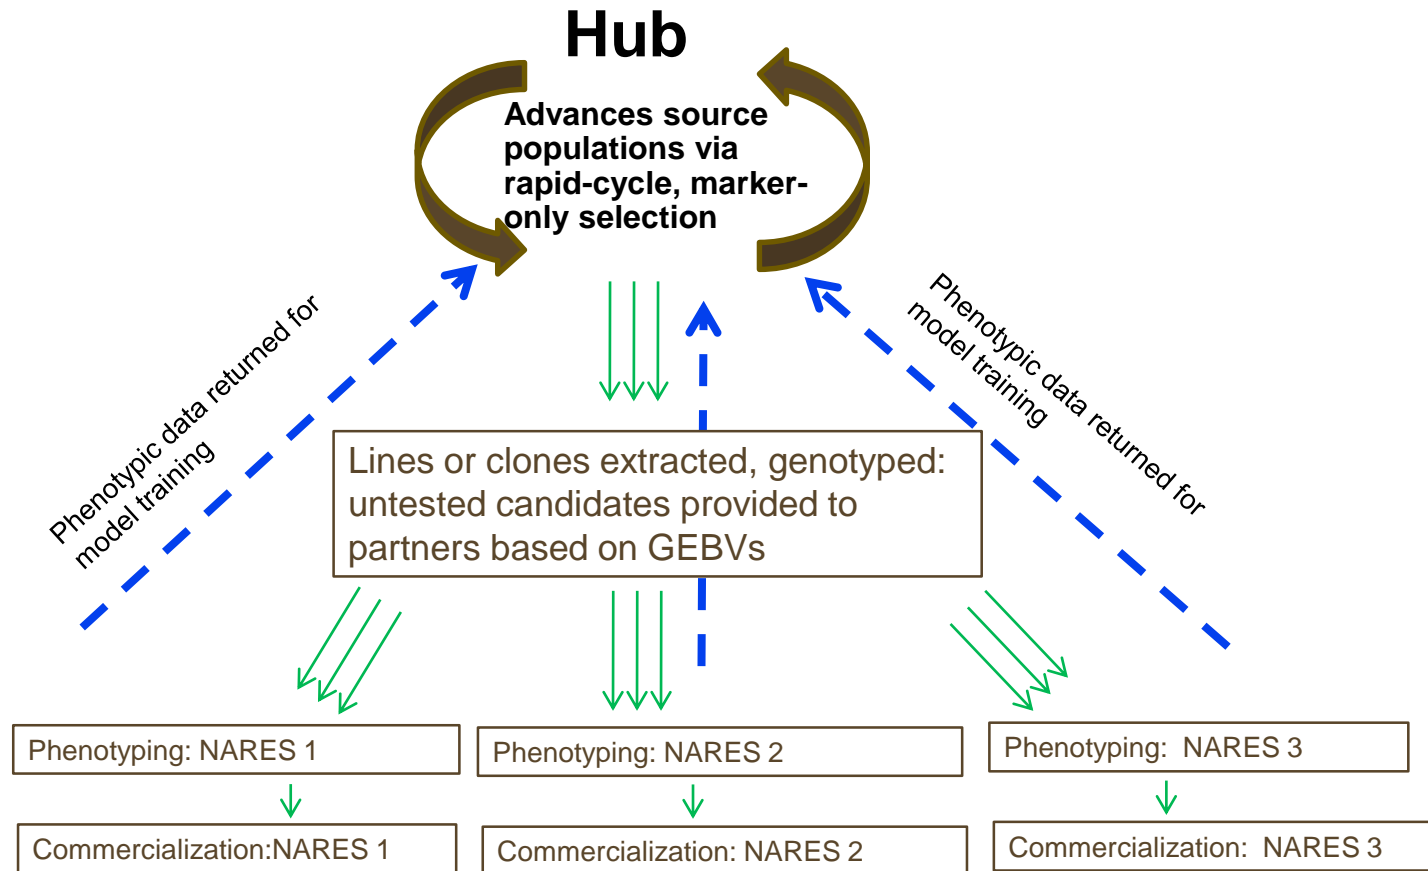 Hub
Advances source
populations via
rapid-cycle, marker-
only selection
Phenotypic data returned for
model training
Phenotypic data returned for
model training
Lines or clones extracted, genotyped:
untested candidates provided to
partners based on GEBVs
Phenotyping: NARES 1
Phenotyping: NARES 2
Phenotyping: NARES 3
Commercialization:NARES 1
Commercialization: NARES 2
Commercialization: NARES 3